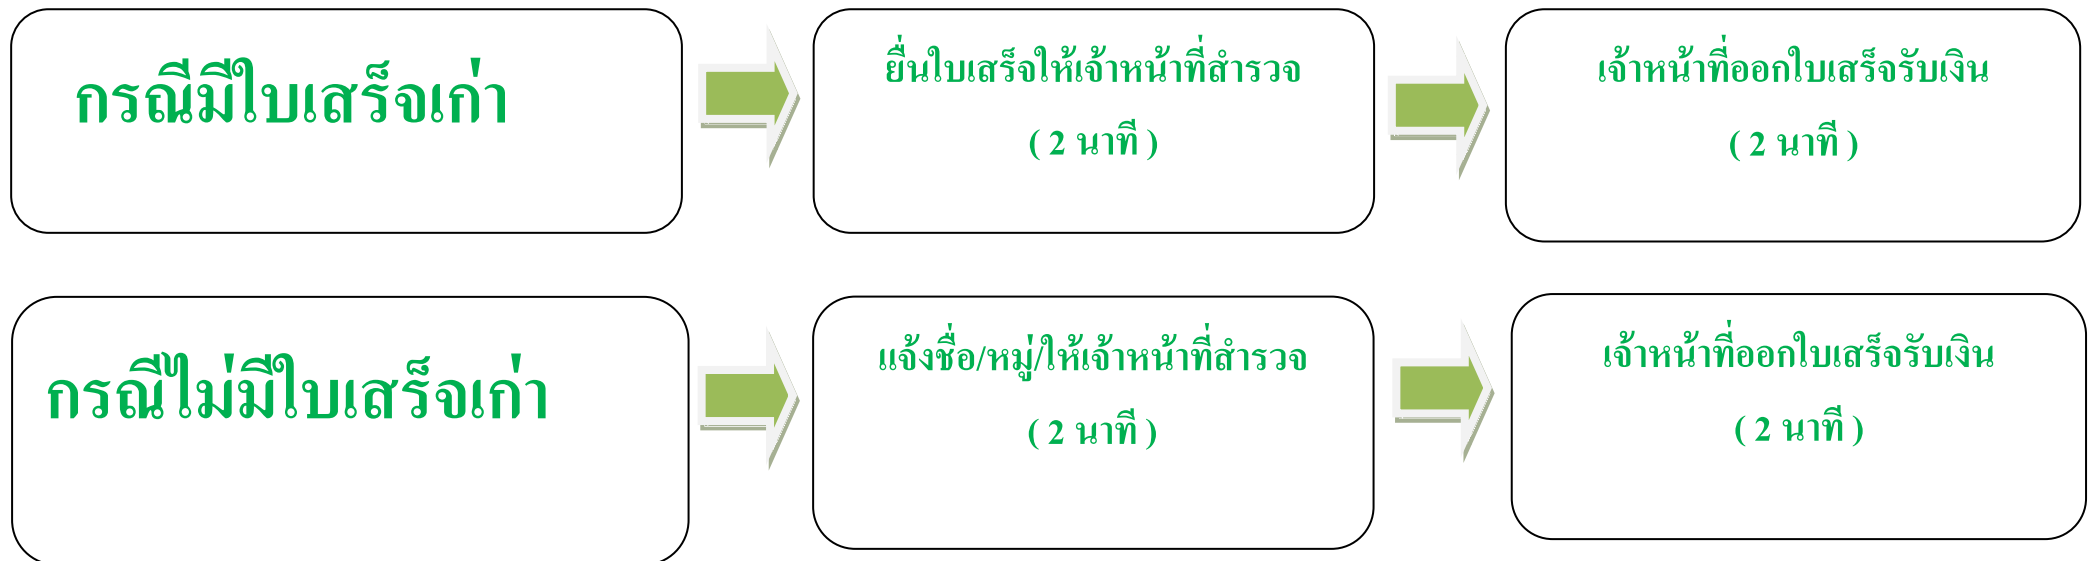 กรณีมีใบเสร็จเก่า
ยื่นใบเสร็จให้เจ้าหน้าที่สำรวจ
( 2 นาที )
เจ้าหน้าที่ออกใบเสร็จรับเงิน
( 2 นาที )
กรณีไม่มีใบเสร็จเก่า
แจ้งชื่อ/หมู่/ให้เจ้าหน้าที่สำรวจ
( 2 นาที )
เจ้าหน้าที่ออกใบเสร็จรับเงิน
( 2 นาที )